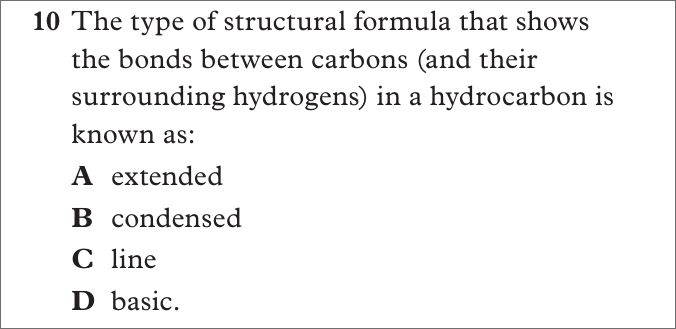 10 The type of structural formula that shows
the bonds between carbons (and their
surrounding hydrogens) in a hydrocarbon is
known as:
A extended
B condensed
C line
D basic.